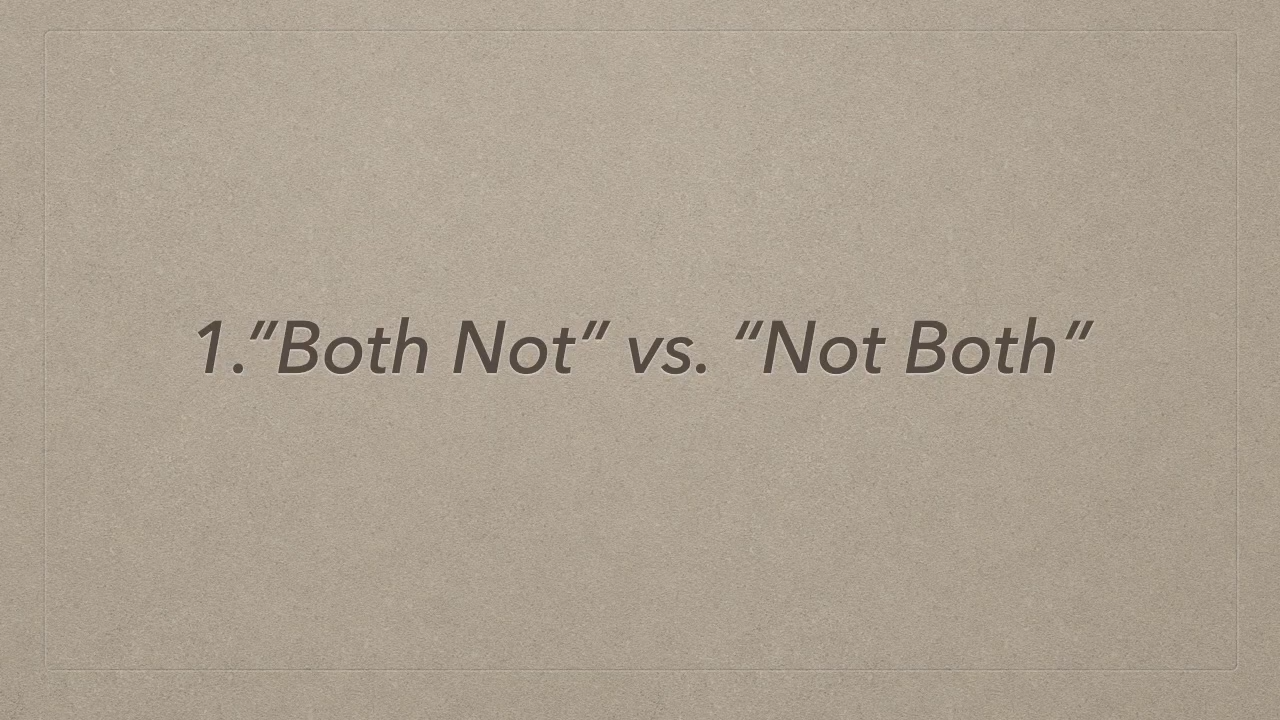 1.”Both Not” vs. “Not Both”